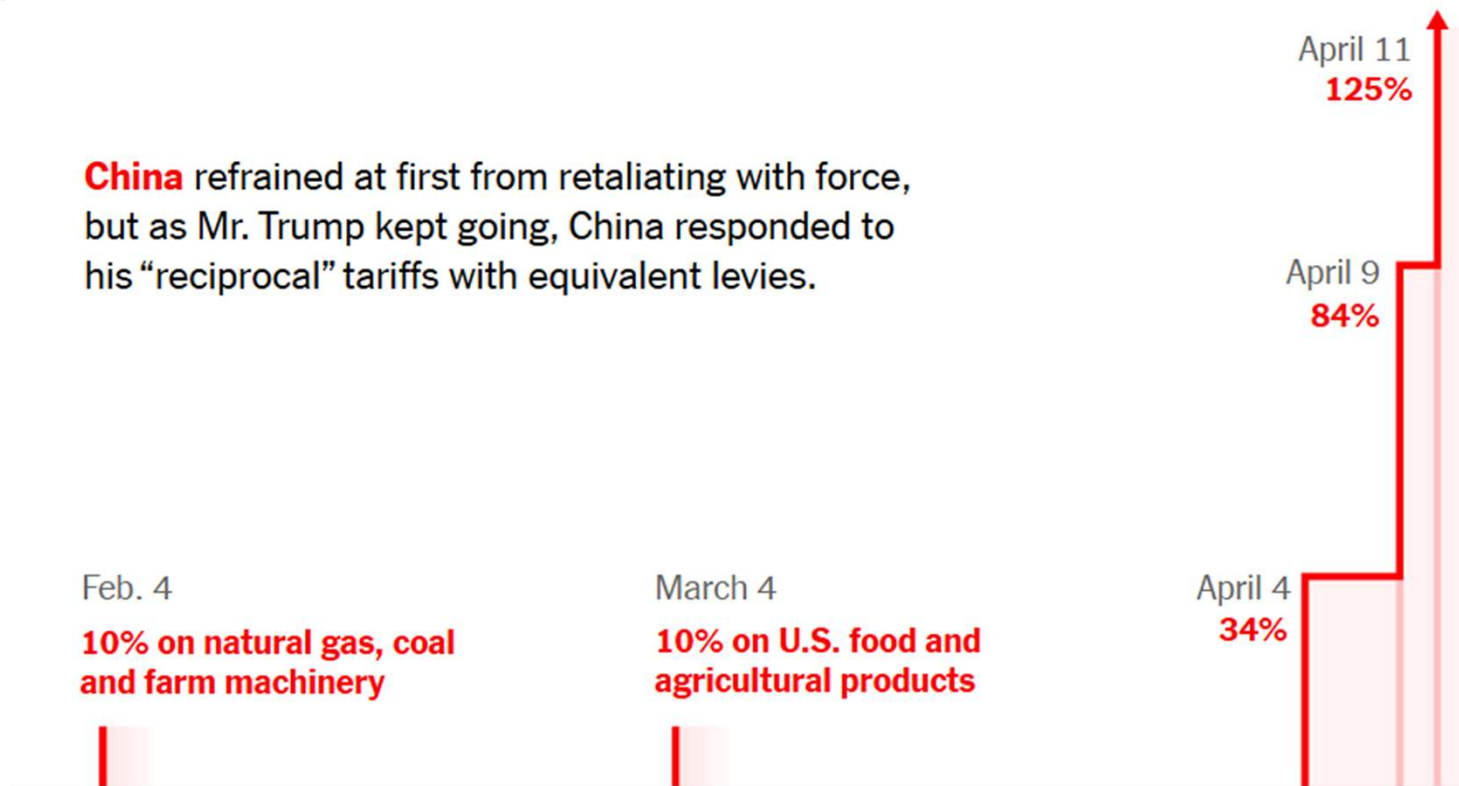 April 11
125%
China refrained at first from retaliating with force,
but as Mr. Trump kept going, China responded to
his “reciprocal” tariffs with equivalent levies.
April 9
84%
Feb. 4
10% on natural gas, coal
and farm machinery
March 4
10% on U.S. food and
agricultural products
April 4
34%